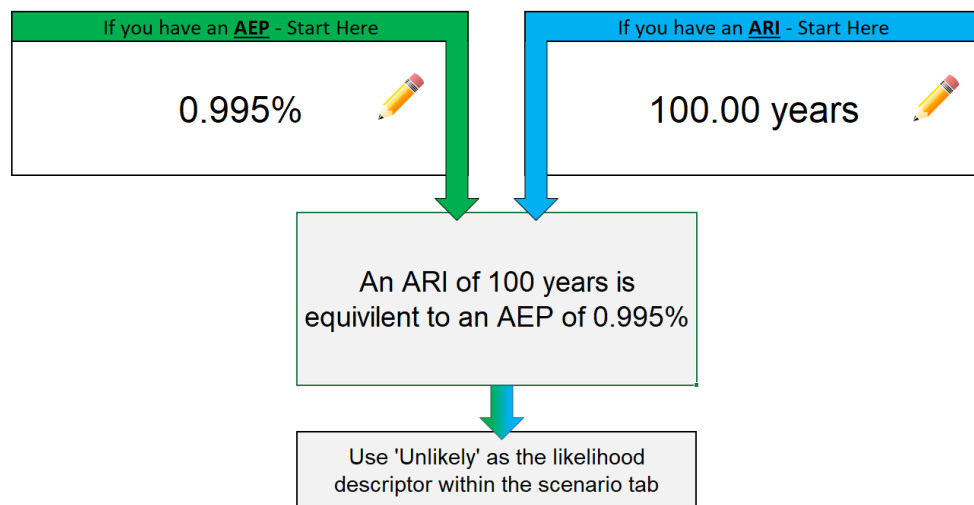 If you have an AEP - Start Here
0.995%
If you have an ARI - Start Here
100.00 years
An ARI of 100 years is
equivilent to an AEP of 0.995%
Use 'Unlikely' as the likelihood
descriptor within the scenario tab